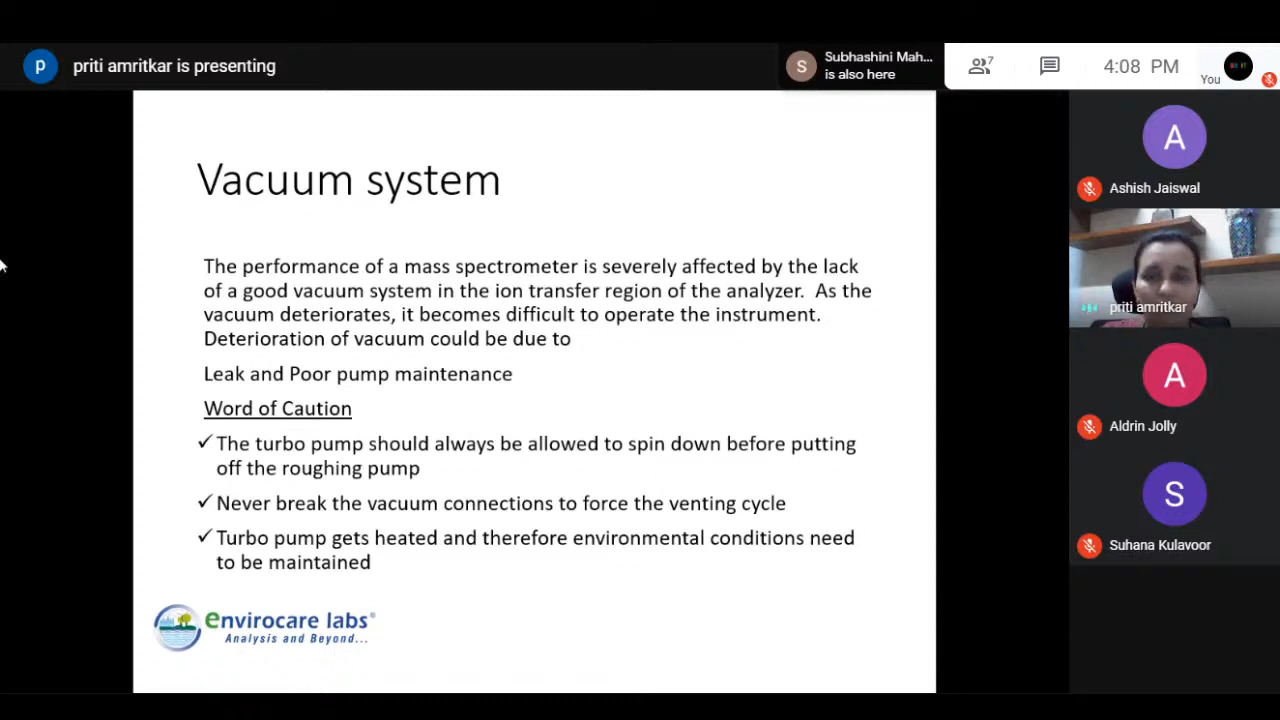 p
priti amritkar is presenting
S
Subhashini Mah...
is also here
7
4:08 PM
You
Vacuum system
The performance of a mass spectrometer is severely affected by the lack
of a good vacuum system in the ion transfer region of the analyzer. As the
vacuum deteriorates, it becomes difficult to operate the instrument.
Deterioration of vacuum could be due to
Leak and Poor pump maintenance
Word of Caution
✓ The turbo pump should always be allowed to spin down before putting
off the roughing pump
✓ Never break the vacuum connections to force the venting cycle
✓ Turbo pump gets heated and therefore environmental conditions need
to be maintained
envirocare labs®
Analysis and Beyond...
A
Ashish Jaiswal
priti amritkar
A
Aldrin Jolly
S
Suhana Kulavoor